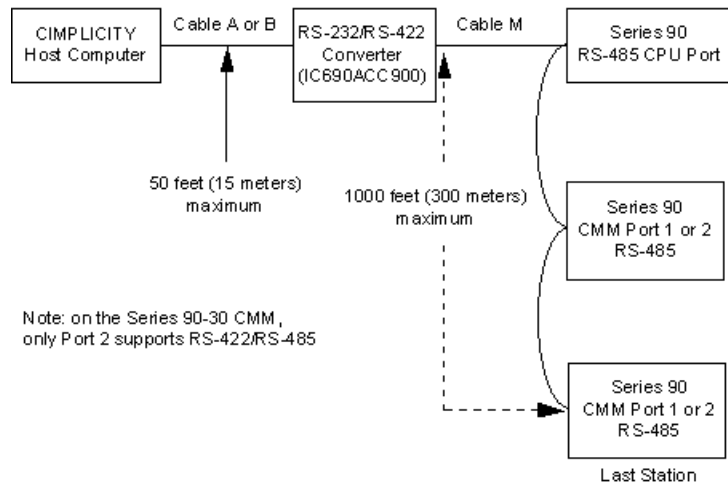 CIMPLICITY
Host Computer
Cable A or B
RS-232/RS-422
Converter
(IC690ACC900)
Cable M
Series 90
RS-485 CPU Port
50 feet (15 meters)
maximum
1000 feet (300 meters)
maximum
Series 90
CMM Port 1 or 2
RS-485
Note: on the Series 90-30 CMM,
only Port 2 supports RS-422/RS-485
Series 90
CMM Port 1 or 2
RS-485
Last Station